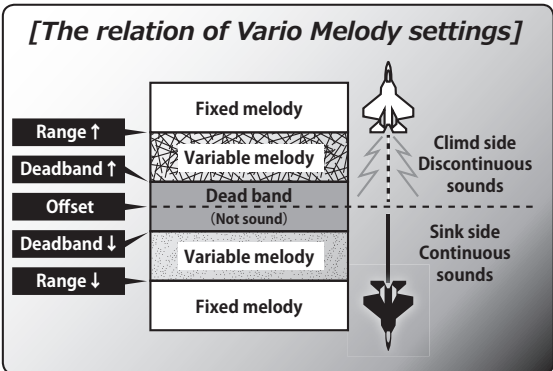 [The relation of Vario Melody settings]
Fixed melody
Range ↑
Variable melody
Deadband ↑
Dead band
(Not sound)
Offset
Deadband ↓
Variable melody
Range ↓
Fixed melody
Climd side
Discontinuous
sounds
Sink side
Continuous
sounds